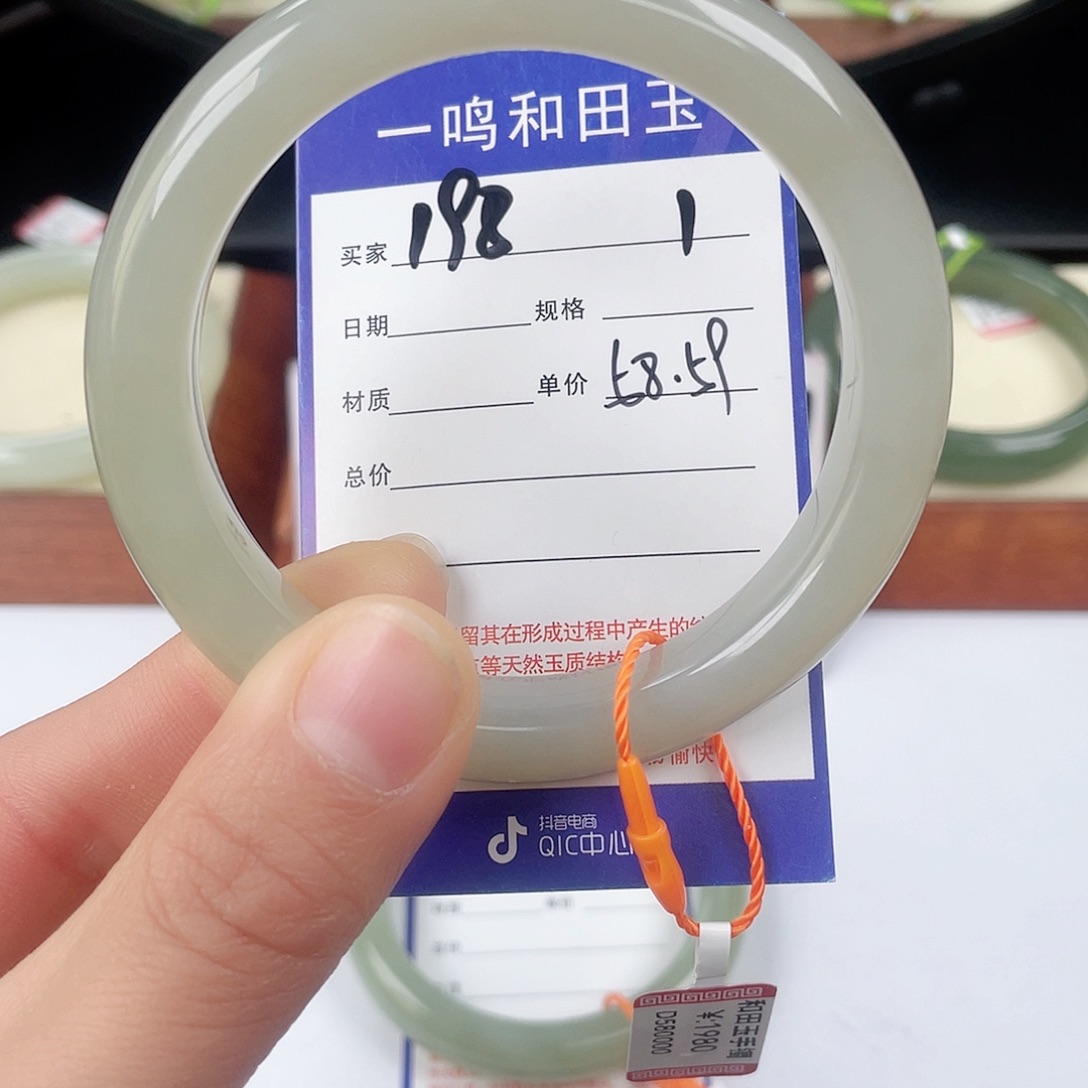 一鸣和田玉
买家 198 1
日期 规格
材质 单价 58.59
总价
留其在形成过程中产生的
等天然玉质结构
愉快
抖音电商
QIC中心
和田玉手镯
¥:1980
D580000